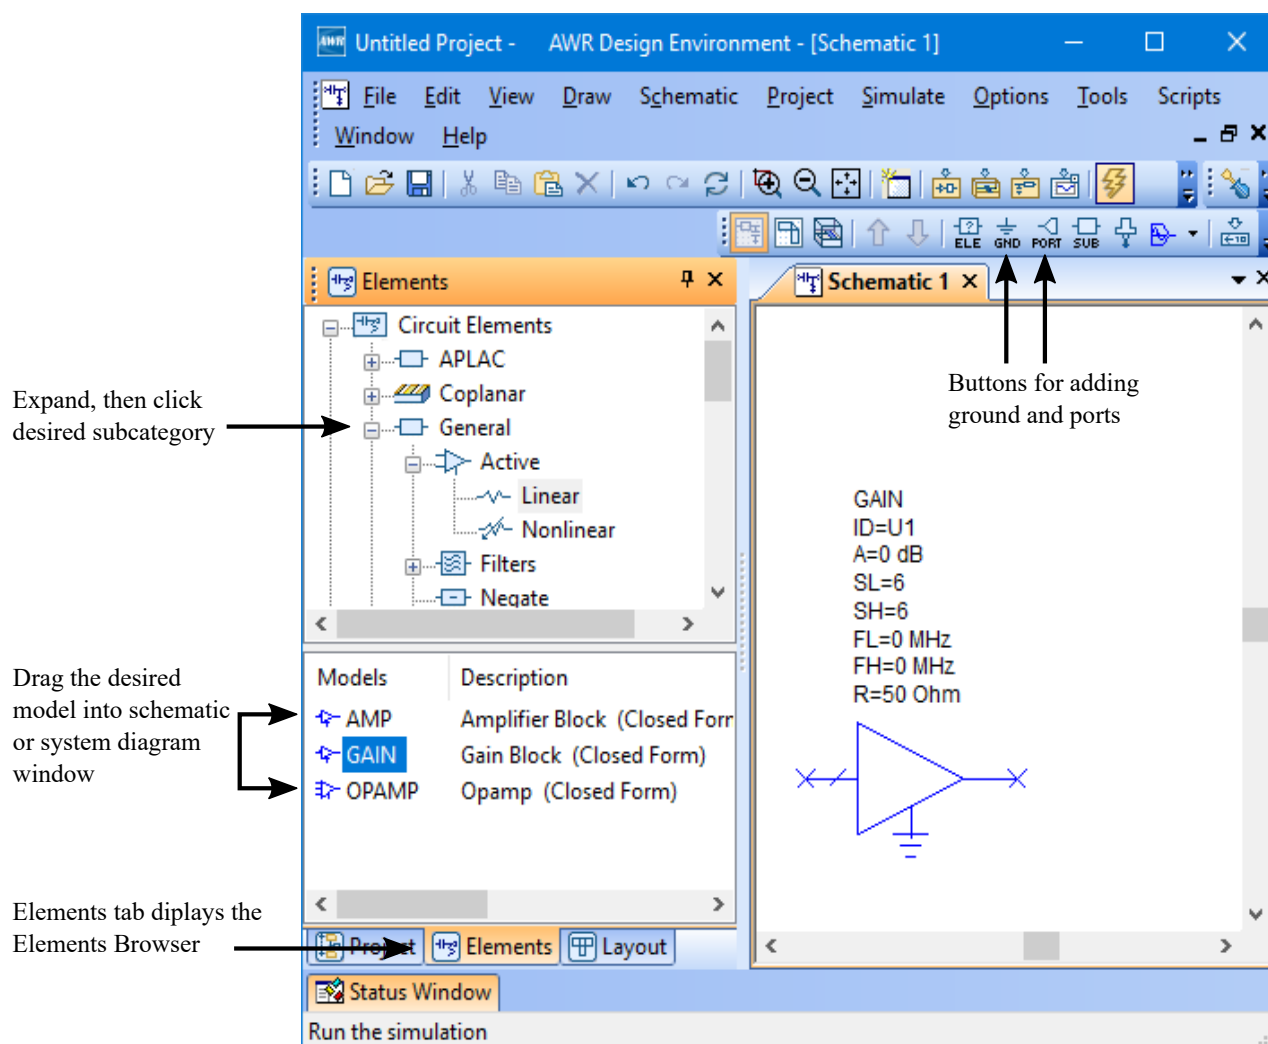 AWR Untitled Project - AWR Design Environment - [Schematic 1]
File Edit View Draw Schematic Project Simulate Options Tools Scripts
Window Help
ELE GND PORT SUB
Elements
Schematic 1
Circuit Elements
APLAC
Coplanar
General
Active
Linear
Nonlinear
Filters
Negate
Expand, then click
desired subcategory
Buttons for adding
ground and ports
GAIN
ID=U1
A=0 dB
SL=6
SH=6
FL=0 MHz
FH=0 MHz
R=50 Ohm
Models Description
AMP Amplifier Block (Closed Forr
GAIN Gain Block (Closed Form)
OPAMP Opamp (Closed Form)
Drag the desired
model into schematic
or system diagram
window
Elements tab diplays the
Elements Browser
Project Elements Layout
Status Window
Run the simulation